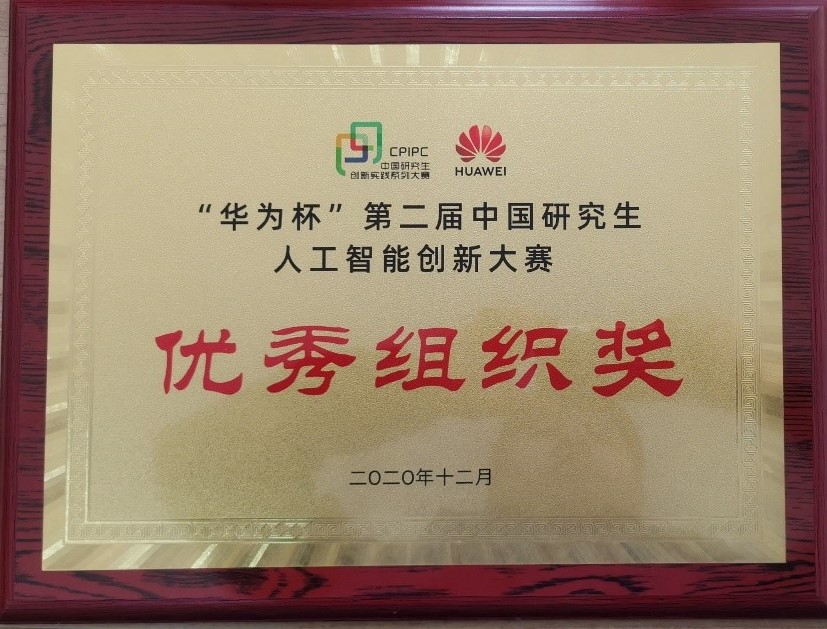 CPIPC
中国研究生
创新实践系列大赛
HUAWEI
“华为杯”第二届中国研究生
人工智能创新大赛
优秀组织奖
二〇二〇年十二月